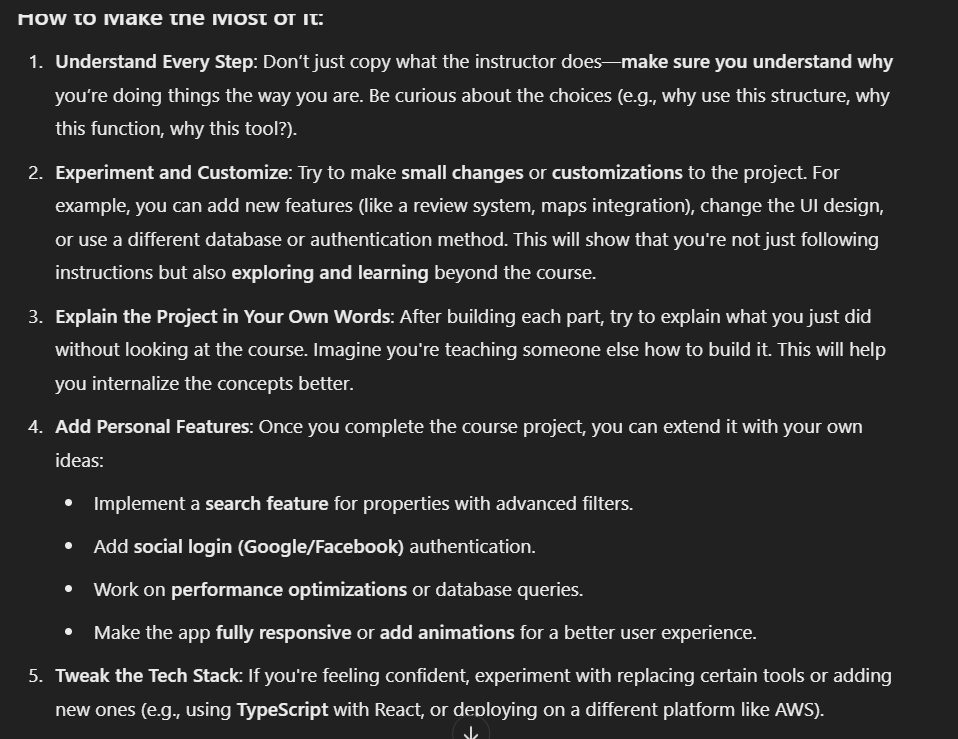 How to Make the Most of It:
1. Understand Every Step: Don’t just copy what the instructor does—make sure you understand why
you’re doing things the way you are. Be curious about the choices (e.g., why use this structure, why
this function, why this tool?).
2. Experiment and Customize: Try to make small changes or customizations to the project. For
example, you can add new features (like a review system, maps integration), change the UI design,
or use a different database or authentication method. This will show that you're not just following
instructions but also exploring and learning beyond the course.
3. Explain the Project in Your Own Words: After building each part, try to explain what you just did
without looking at the course. Imagine you're teaching someone else how to build it. This will help
you internalize the concepts better.
4. Add Personal Features: Once you complete the course project, you can extend it with your own
ideas:
• Implement a search feature for properties with advanced filters.
• Add social login (Google/Facebook) authentication.
• Work on performance optimizations or database queries.
• Make the app fully responsive or add animations for a better user experience.
5. Tweak the Tech Stack: If you're feeling confident, experiment with replacing certain tools or adding
new ones (e.g., using TypeScript with React, or deploying on a different platform like AWS).